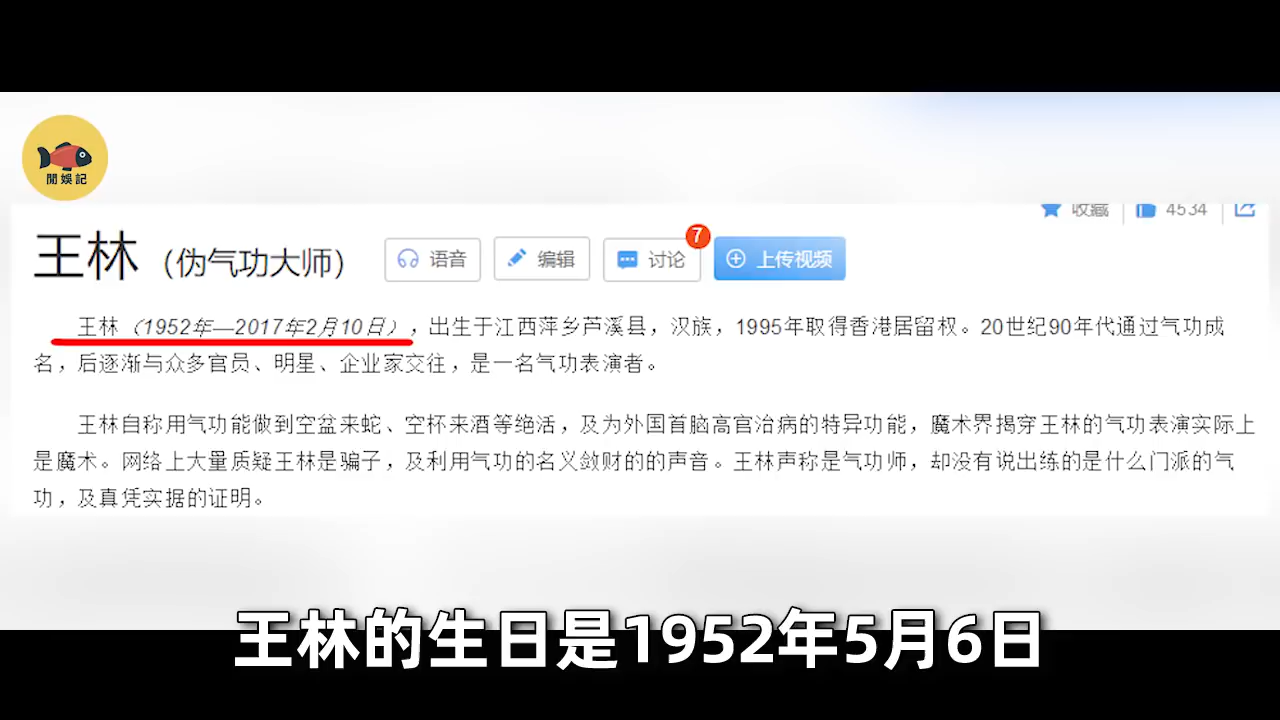 閒娛記
收藏 4534
王林（伪气功大师） 语音 编辑 讨论 7 上传视频
王林（1952年—2017年2月10日），出生于江西萍乡芦溪县，汉族，1995年取得香港居留权。20世纪90年代通过气功成
名，后逐渐与众多官员、明星、企业家交往，是一名气功表演者。
王林自称用气功能做到空盆来蛇、空杯来酒等绝活，及为外国首脑高官治病的特异功能，魔术界揭穿王林的气功表演实际上
是魔术。网络上大量质疑王林是骗子，及利用气功的名义敛财的的声音。王林声称是气功师，却没有说出练的是什么门派的气
功，及真凭实据的证明。
王林的生日是1952年5月6日